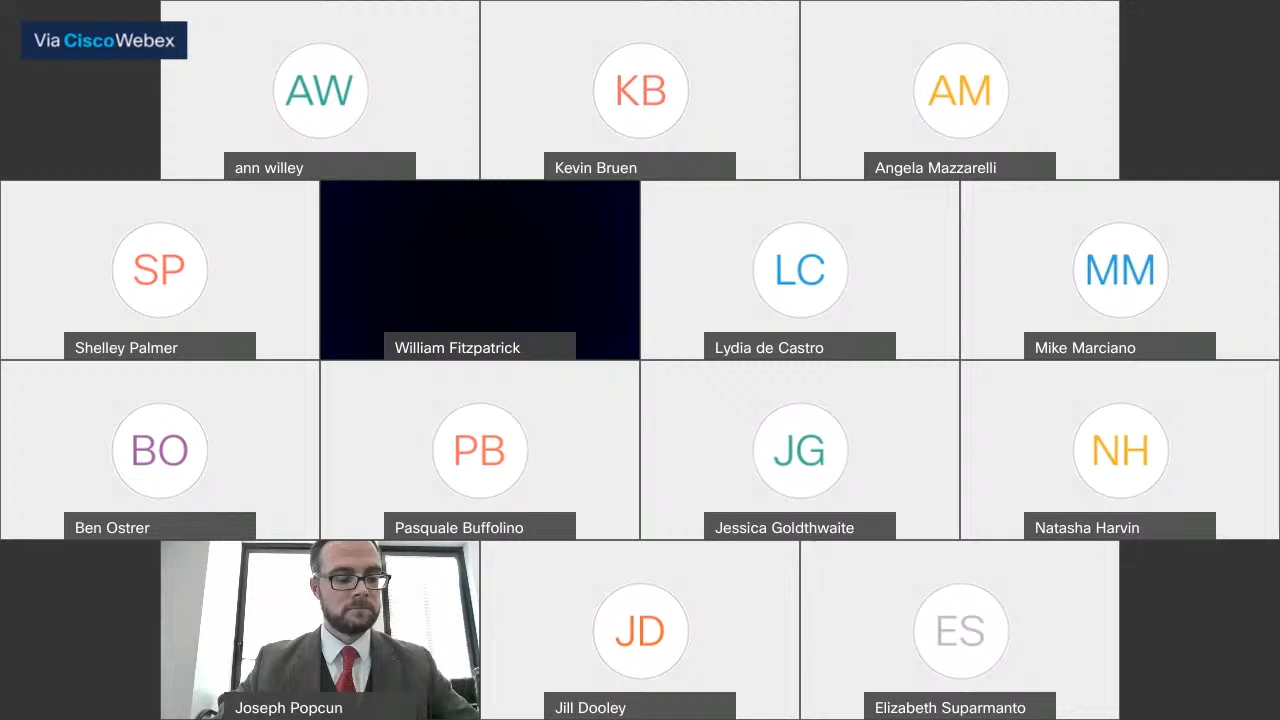 Via CiscoWebex
AW
KB
AM
ann willey
Kevin Bruen
Angela Mazzarelli
SP
LC
MM
Shelley Palmer
William Fitzpatrick
Lydia de Castro
Mike Marciano
BO
PB
JG
NH
Ben Ostrer
Pasquale Buffolino
Jessica Goldthwaite
Natasha Harvin
JD
ES
Joseph Popcun
Jill Dooley
Elizabeth Suparmanto